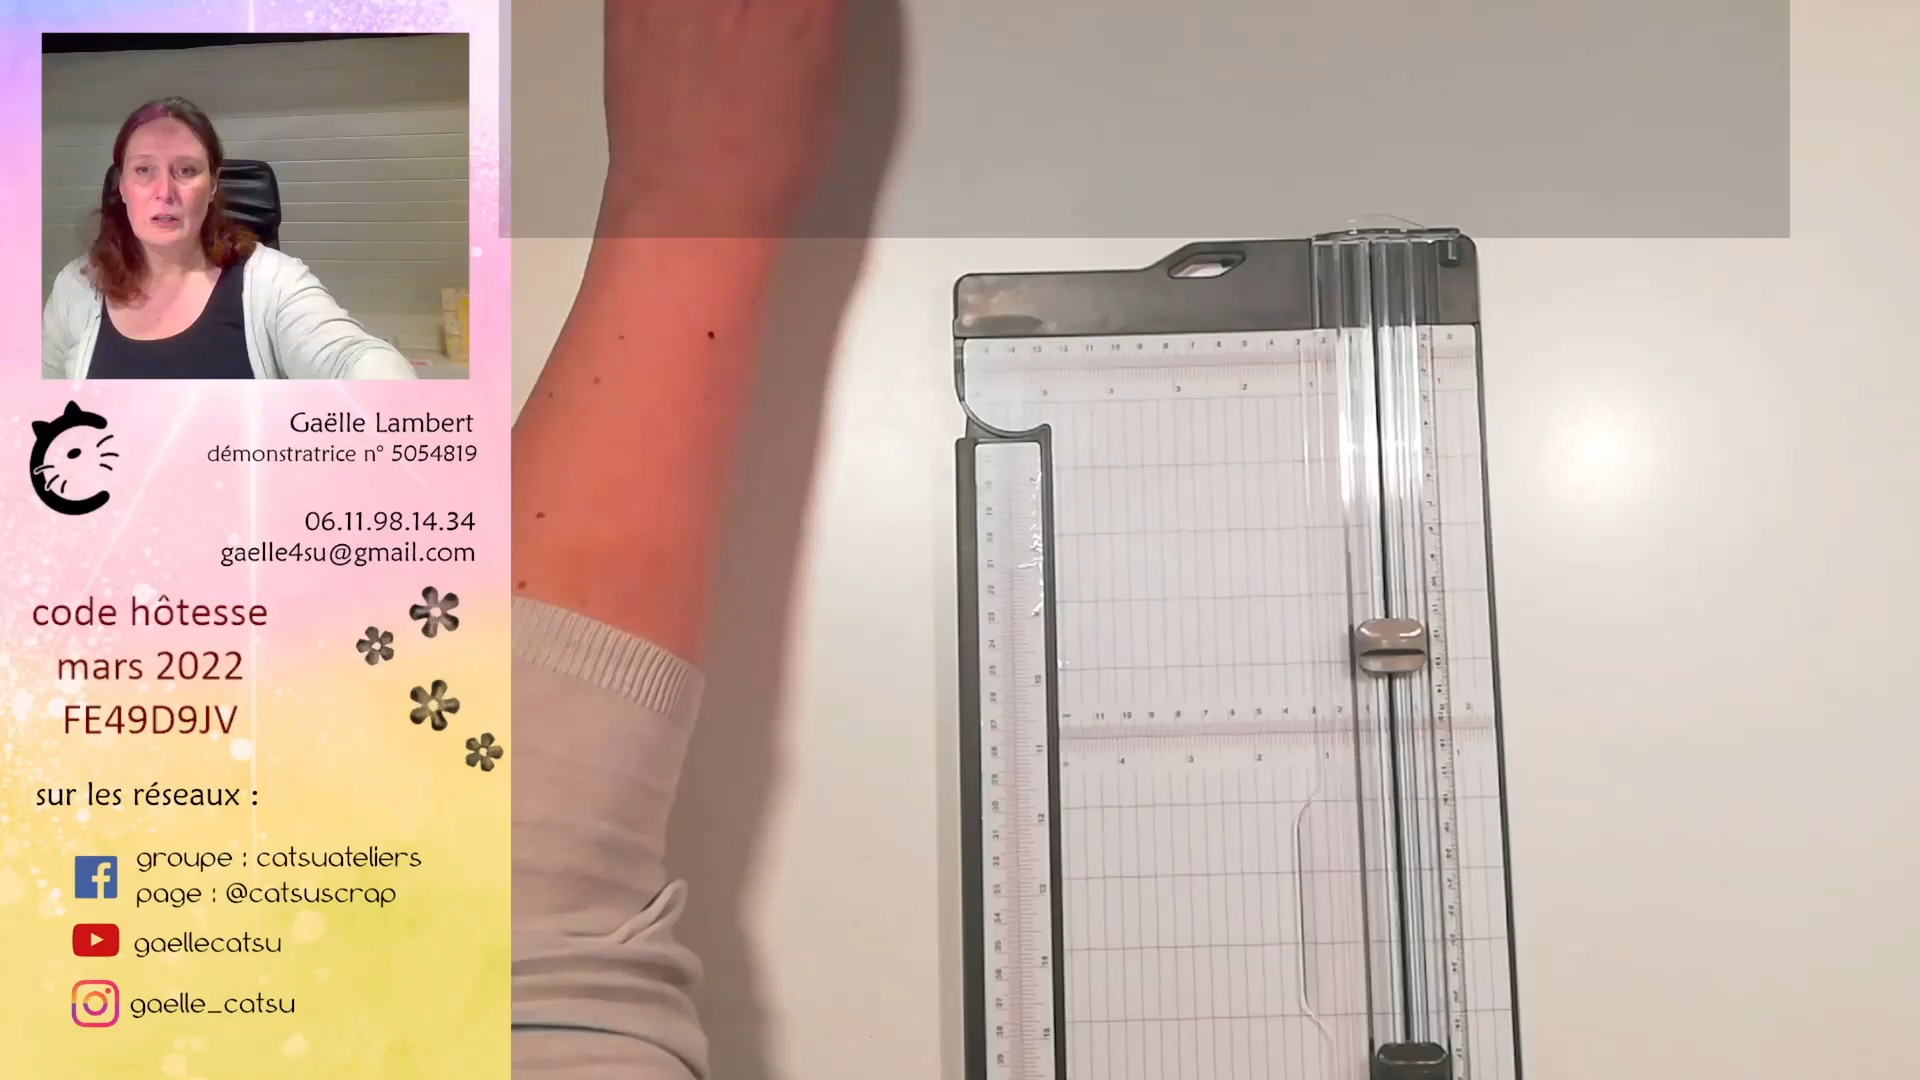 Gaëlle Lambert
démonstratrice n° 5054819
06.11.98.14.34
gaelle4su@gmail.com
code hôtesse
mars 2022
FE49D9JV
sur les réseaux :
groupe : catsuateliers
page : @catsuscrap
gaellecatsu
gaelle_catsu